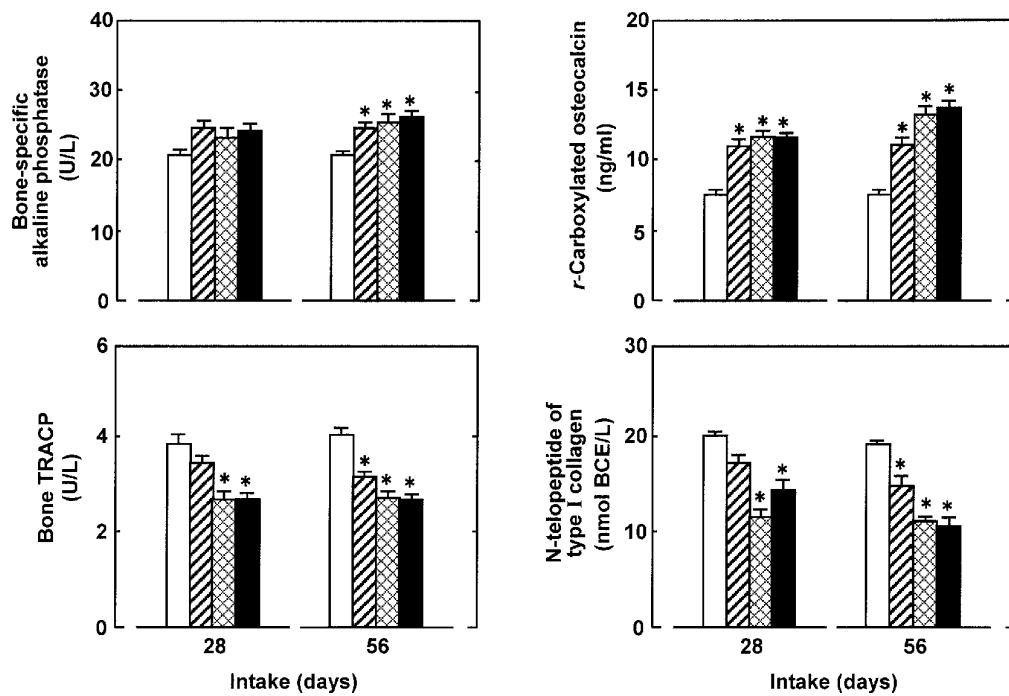 Bone-specific
alkaline phosphatase
(U/L)
40
30
20
10
0
* * *
r-Carboxylated osteocalcin
(ng/ml)
20
15
10
5
0
* * *
* * *
Bone TRACP
(U/L)
6
4
2
0
* *
* * *
28
56
Intake (days)
N-telopeptide of
type I collagen
(nmol BCE/L)
30
20
10
0
* *
* * *
28
56
Intake (days)